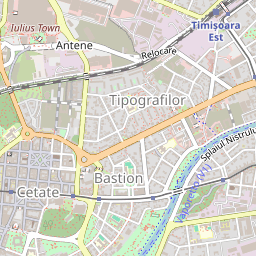 Iulius Town
Timișoara
Est
Antene
Relocare
Tipografilor
Splaiul Nistrului
Bastion
Cetate